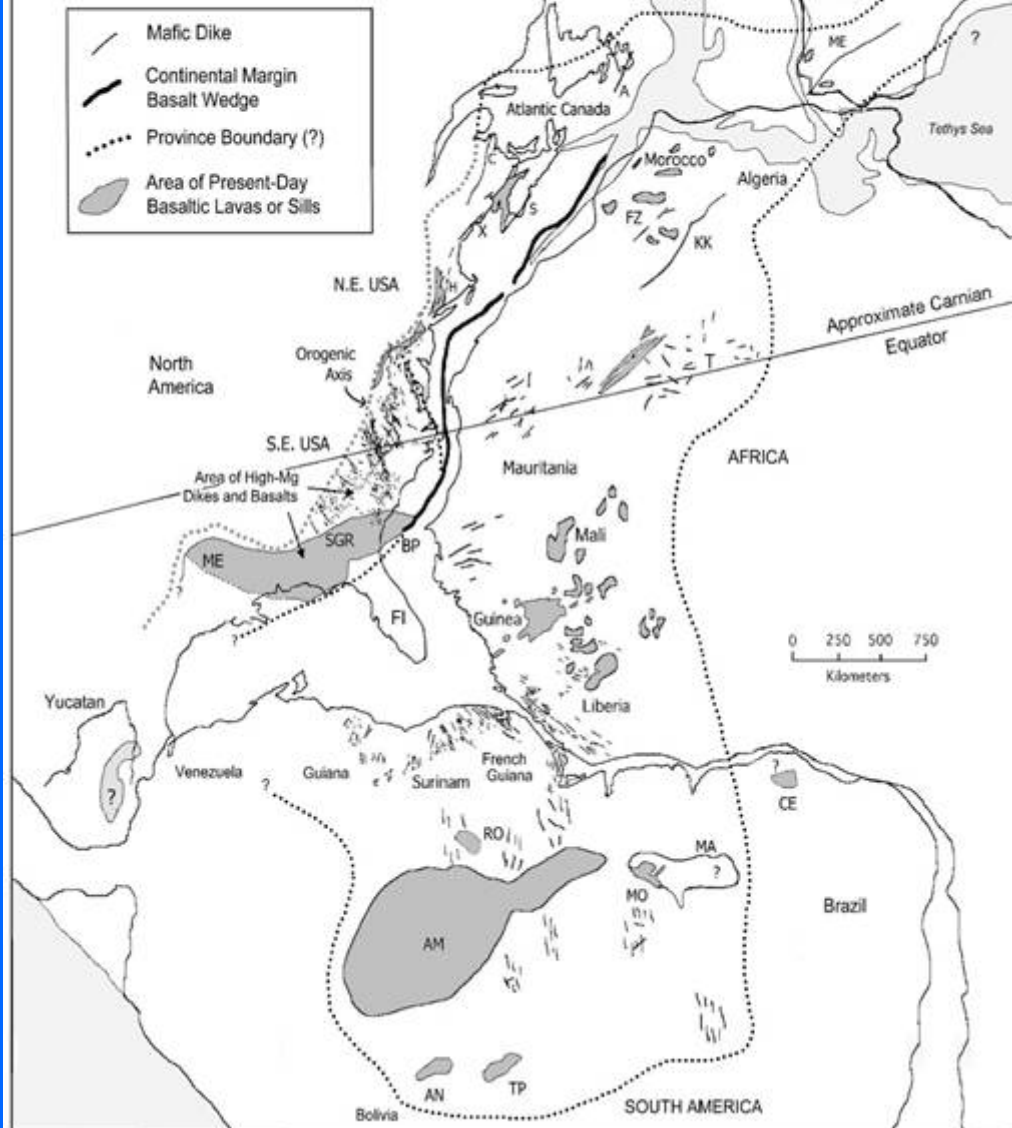 Mafic Dike
Continental Margin
Basalt Wedge
Province Boundary (?)
Area of Present-Day
Basaltic Lavas or Sills
ME
?
A
Atlantic Canada
Tethys Sea
C
Morocco
Algeria
S
X
FZ
KK
N.E. USA
H
Approximate Carnian
Equator
North
America
Orogenic
Axis
T
S.E. USA
AFRICA
Mauritania
Area of High-Mg
Dikes and Basalts
SGR
BP
ME
Mali
?
FI
Guinea
?
0 250 500 750
Kilometers
Yucatan
Liberia
Venezuela
Guiana
Surinam
French
Guiana
?
?
?
CE
RO
MA
?
MO
Brazil
AM
AN
TP
Bolivia
SOUTH AMERICA